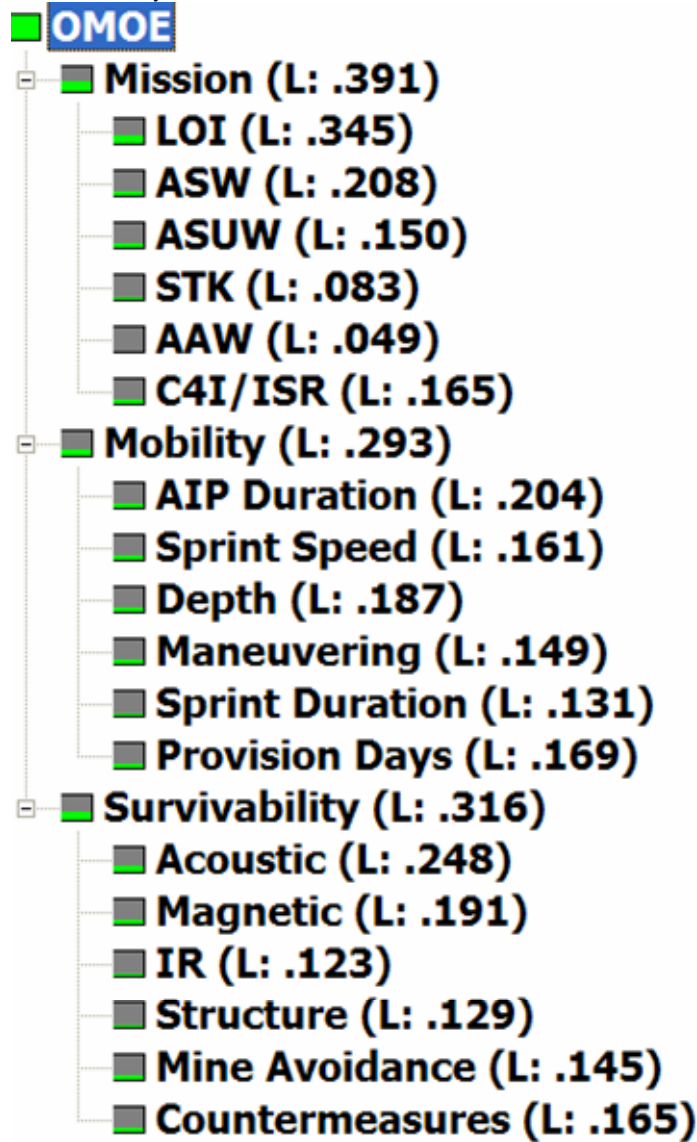 OMOE
Mission (L: .391)
LOI (L: .345)
ASW (L: .208)
ASUW (L: .150)
STK (L: .083)
AAW (L: .049)
C4I/ISR (L: .165)
Mobility (L: .293)
AIP Duration (L: .204)
Sprint Speed (L: .161)
Depth (L: .187)
Maneuvering (L: .149)
Sprint Duration (L: .131)
Provision Days (L: .169)
Survivability (L: .316)
Acoustic (L: .248)
Magnetic (L: .191)
IR (L: .123)
Structure (L: .129)
Mine Avoidance (L: .145)
Countermeasures (L: .165)